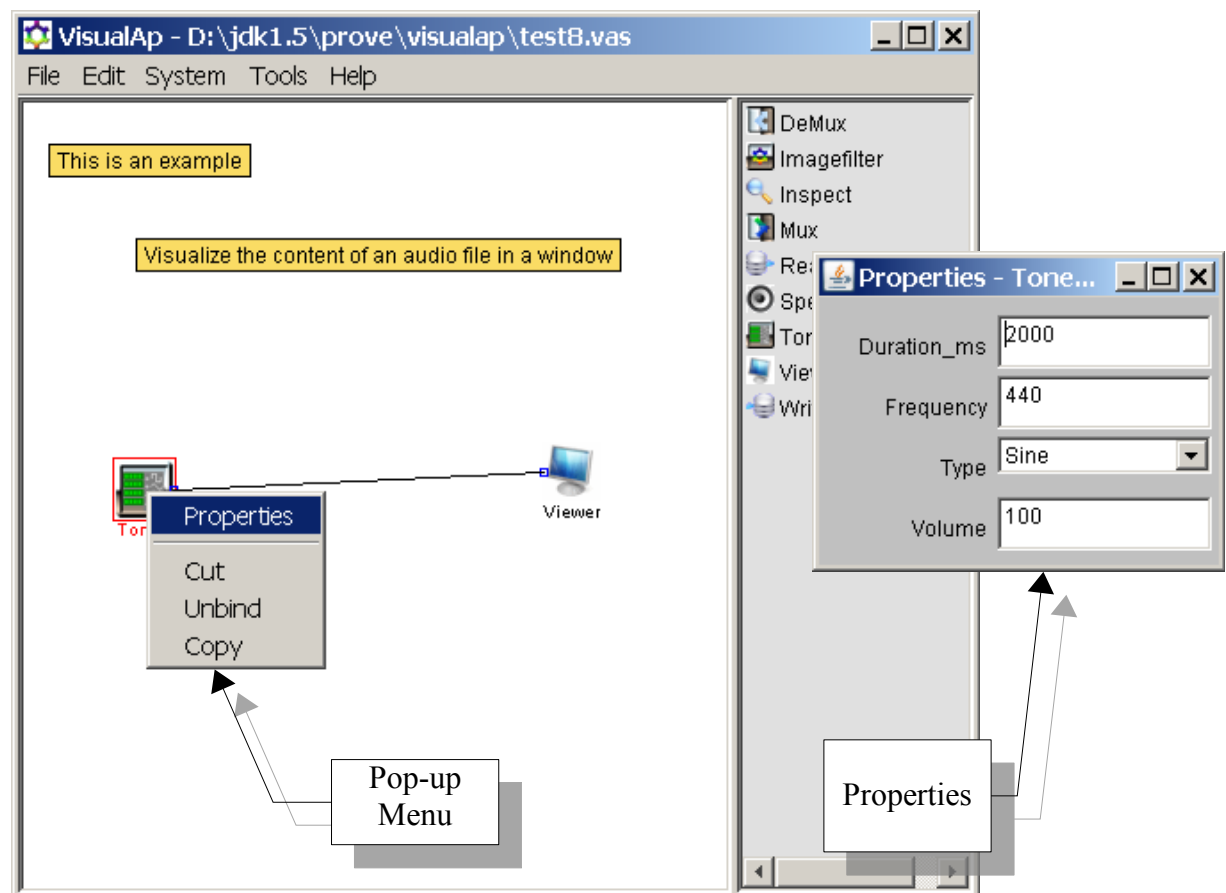 VisualAp - D:\jdk1.5\prove\visualap\test8.vas
File Edit System Tools Help
This is an example
Visualize the content of an audio file in a window
Viewer
Properties
Cut
Unbind
Copy
Pop-up
Menu
DeMux
Imagefilter
Inspect
Mux
Properties - Tone...
Duration_ms 2000
Frequency 440
Type Sine
Volume 100
Properties